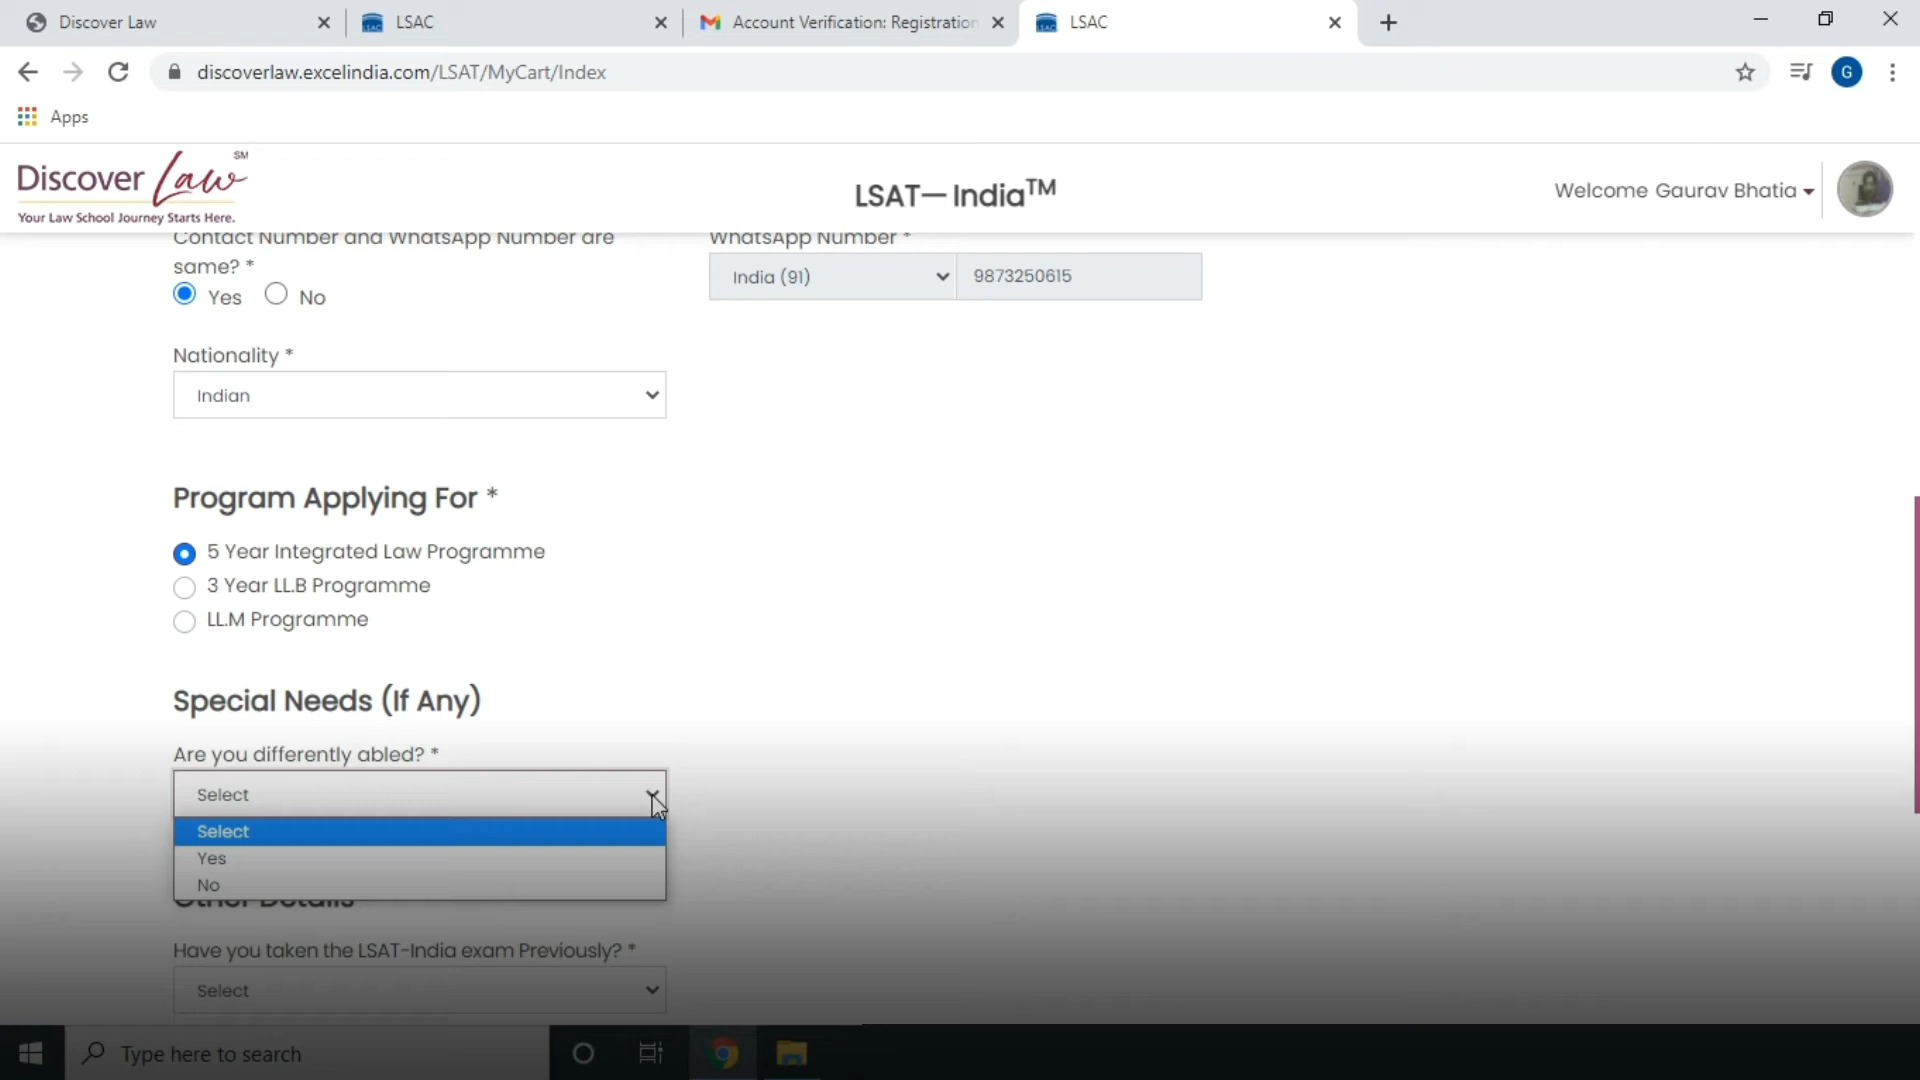 Discover Law
LSAC
Account Verification: Registration
LSAC
discoverlaw.excelindia.com/LSAT/MyCart/Index
G
Apps
Discover Law SM
Your Law School Journey Starts Here.
LSAT— India™
Welcome Gaurav Bhatia
Contact Number and WhatsApp Number are
same? *
Yes
No
WhatsApp Number *
India (91)
9873250615
Nationality *
Indian
Program Applying For *
5 Year Integrated Law Programme
3 Year LL.B Programme
LL.M Programme
Special Needs (If Any)
Are you differently abled? *
Select
Select
Yes
No
Other Details
Have you taken the LSAT-India exam Previously? *
Select
Type here to search